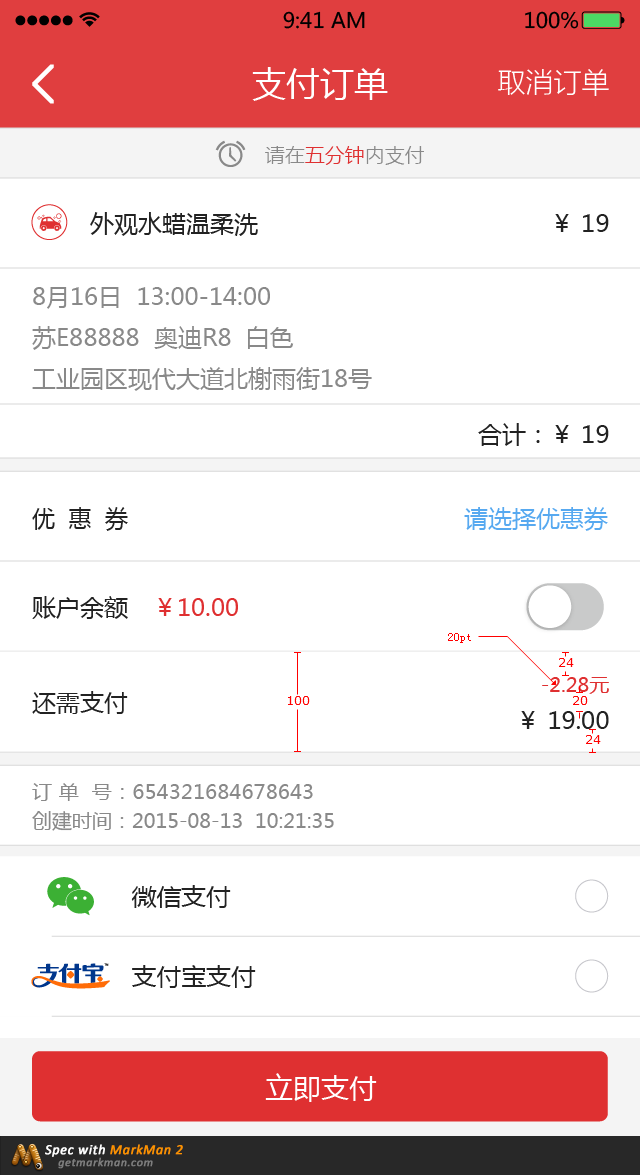 9:41 AM 100%
支付订单 取消订单
请在五分钟内支付
外观水蜡温柔洗 ¥ 19
8月16日 13:00-14:00
苏E88888 奥迪R8 白色
工业园区现代大道北榭雨街18号
合计：¥ 19
优 惠 券 请选择优惠券
账户余额 ¥10.00
20pt
24
-2.28元
还需支付 100 20
¥ 19.00
24
订 单 号：654321684678643
创建时间：2015-08-13 10:21:35
微信支付
支付宝™ 支付宝支付
立即支付
Spec with MarkMan 2
getmarkman.com